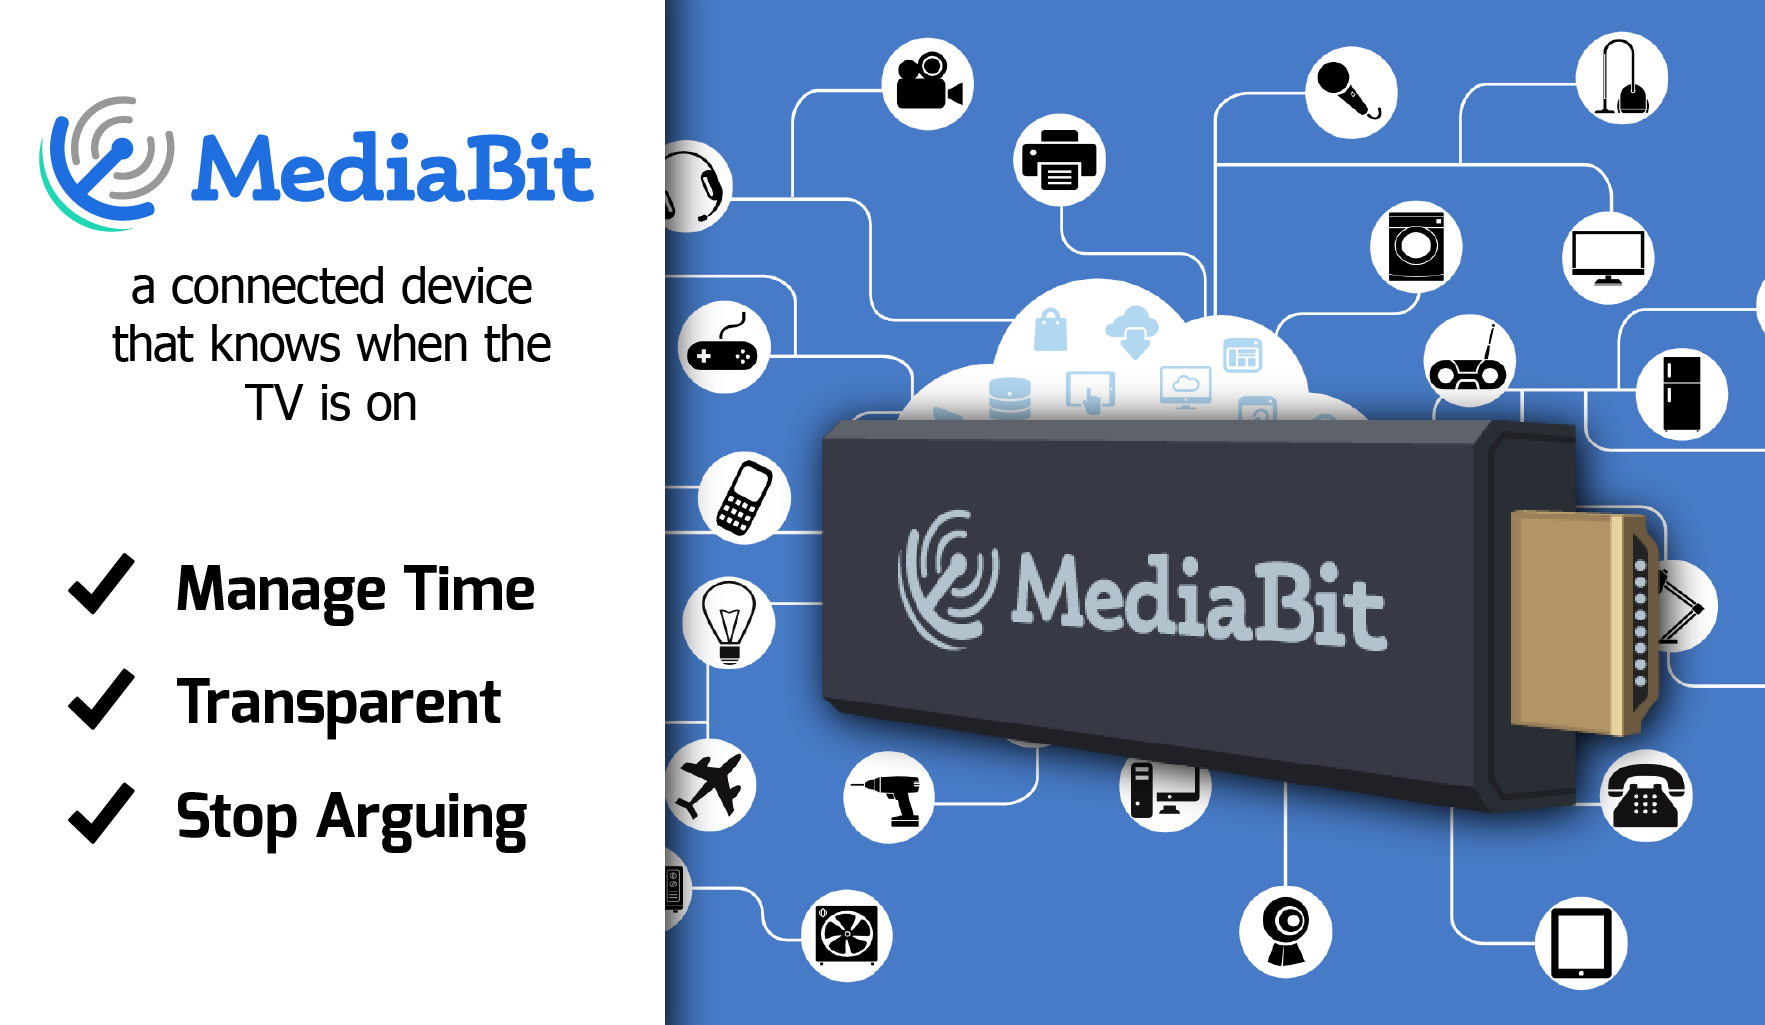 MediaBit
a connected device
that knows when the
TV is on
Manage Time
Transparent
Stop Arguing
MediaBit